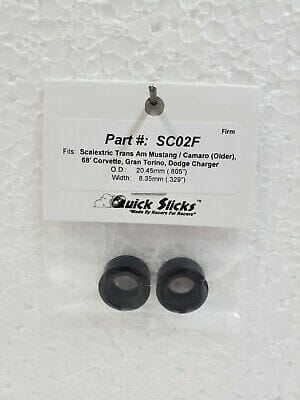 Firm
Part #: SC02F
Fits: Scalextric Trans Am Mustang / Camaro (Older),
68' Corvette, Gran Torino, Dodge Charger
O.D. 20.45mm (.805")
Width: 8.35mm (.329")
Quick Slicks
"Made By Racers For Racers"